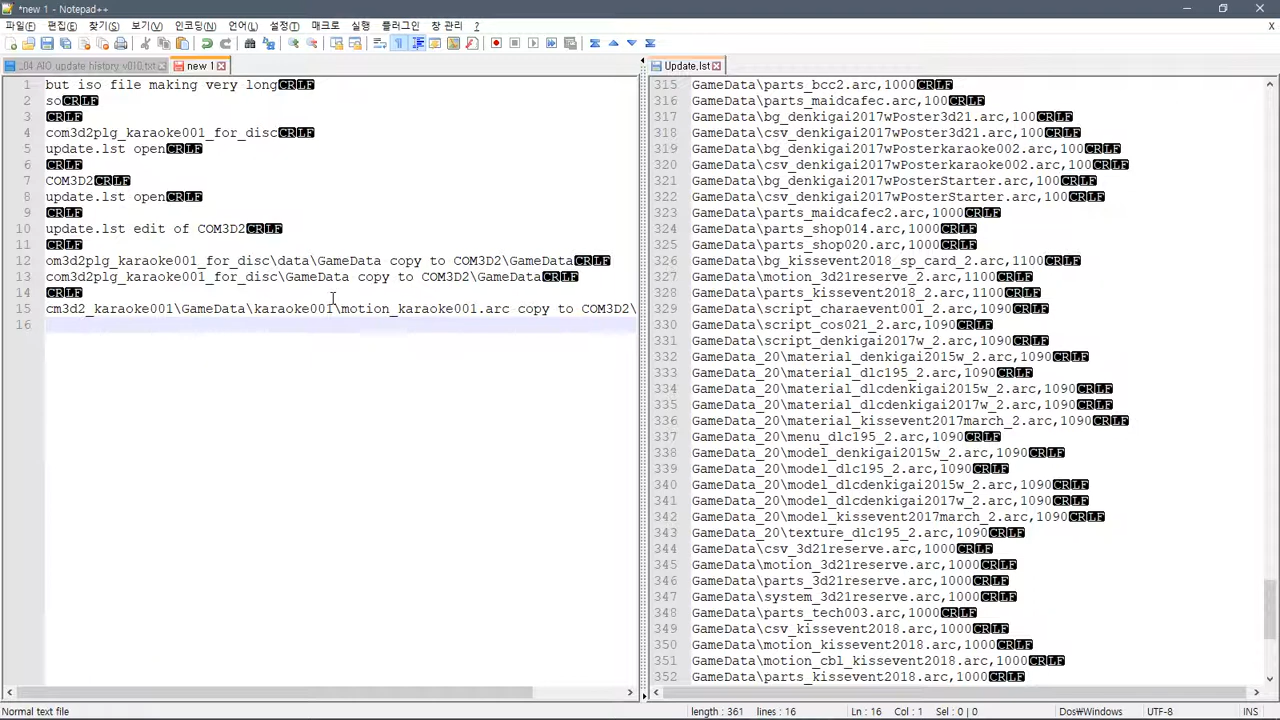 *new 1 - Notepad++
파일(F) 편집(E) 찾기(S) 보기(V) 인코딩(N) 언어(L) 설정(T) 매크로 실행 플러그인 창 관리 ? X
04 AIO update history v010.txt new 1 Update.lst
1 but iso file making very longCRLF
2 soCRLF
3 CRLF
4 com3d2plg_karaoke001_for_discCRLF
5 update.lst openCRLF
6 CRLF
7 COM3D2CRLF
8 update.lst openCRLF
9 CRLF
10 update.lst edit of COM3D2CRLF
11 CRLF
12 om3d2plg_karaoke001_for_disc\data\GameData copy to COM3D2\GameDataCRLF
13 com3d2plg_karaoke001_for_disc\GameData copy to COM3D2\GameDataCRLF
14 CRLF
15 cm3d2_karaoke001\GameData\karaoke001\motion_karaoke001.arc copy to COM3D2\
16
315 GameData\parts_bcc2.arc,1000CRLF
316 GameData\parts_maidcafec.arc,100CRLF
317 GameData\bg_denkigai2017wPoster3d21.arc,100CRLF
318 GameData\csv_denkigai2017wPoster3d21.arc,100CRLF
319 GameData\bg_denkigai2017wPosterkaraoke002.arc,100CRLF
320 GameData\csv_denkigai2017wPosterkaraoke002.arc,100CRLF
321 GameData\bg_denkigai2017wPosterStarter.arc,100CRLF
322 GameData\csv_denkigai2017wPosterStarter.arc,100CRLF
323 GameData\parts_maidcafec2.arc,1000CRLF
324 GameData\parts_shop014.arc,1000CRLF
325 GameData\parts_shop020.arc,1000CRLF
326 GameData\bg_kissevent2018_sp_card_2.arc,1100CRLF
327 GameData\motion_3d21reserve_2.arc,1100CRLF
328 GameData\parts_kissevent2018_2.arc,1100CRLF
329 GameData\script_charaevent001_2.arc,1090CRLF
330 GameData\script_cos021_2.arc,1090CRLF
331 GameData\script_denkigai2017w_2.arc,1090CRLF
332 GameData_20\material_denkigai2015w_2.arc,1090CRLF
333 GameData_20\material_dlc195_2.arc,1090CRLF
334 GameData_20\material_dlcdenkigai2015w_2.arc,1090CRLF
335 GameData_20\material_dlcdenkigai2017w_2.arc,1090CRLF
336 GameData_20\material_kissevent2017march_2.arc,1090CRLF
337 GameData_20\menu_dlc195_2.arc,1090CRLF
338 GameData_20\model_denkigai2015w_2.arc,1090CRLF
339 GameData_20\model_dlc195_2.arc,1090CRLF
340 GameData_20\model_dlcdenkigai2015w_2.arc,1090CRLF
341 GameData_20\model_dlcdenkigai2017w_2.arc,1090CRLF
342 GameData_20\model_kissevent2017march_2.arc,1090CRLF
343 GameData_20\texture_dlc195_2.arc,1090CRLF
344 GameData\csv_3d21reserve.arc,1000CRLF
345 GameData\motion_3d21reserve.arc,1000CRLF
346 GameData\parts_3d21reserve.arc,1000CRLF
347 GameData\system_3d21reserve.arc,1000CRLF
348 GameData\parts_tech003.arc,1000CRLF
349 GameData\csv_kissevent2018.arc,1000CRLF
350 GameData\motion_kissevent2018.arc,1000CRLF
351 GameData\motion_cbl_kissevent2018.arc,1000CRLF
352 GameData\parts_kissevent2018.arc,1000CRLF
Normal text file length : 361 lines : 16 Ln : 16 Col : 1 Sel : 0 | 0 Dos₩Windows UTF-8 INS